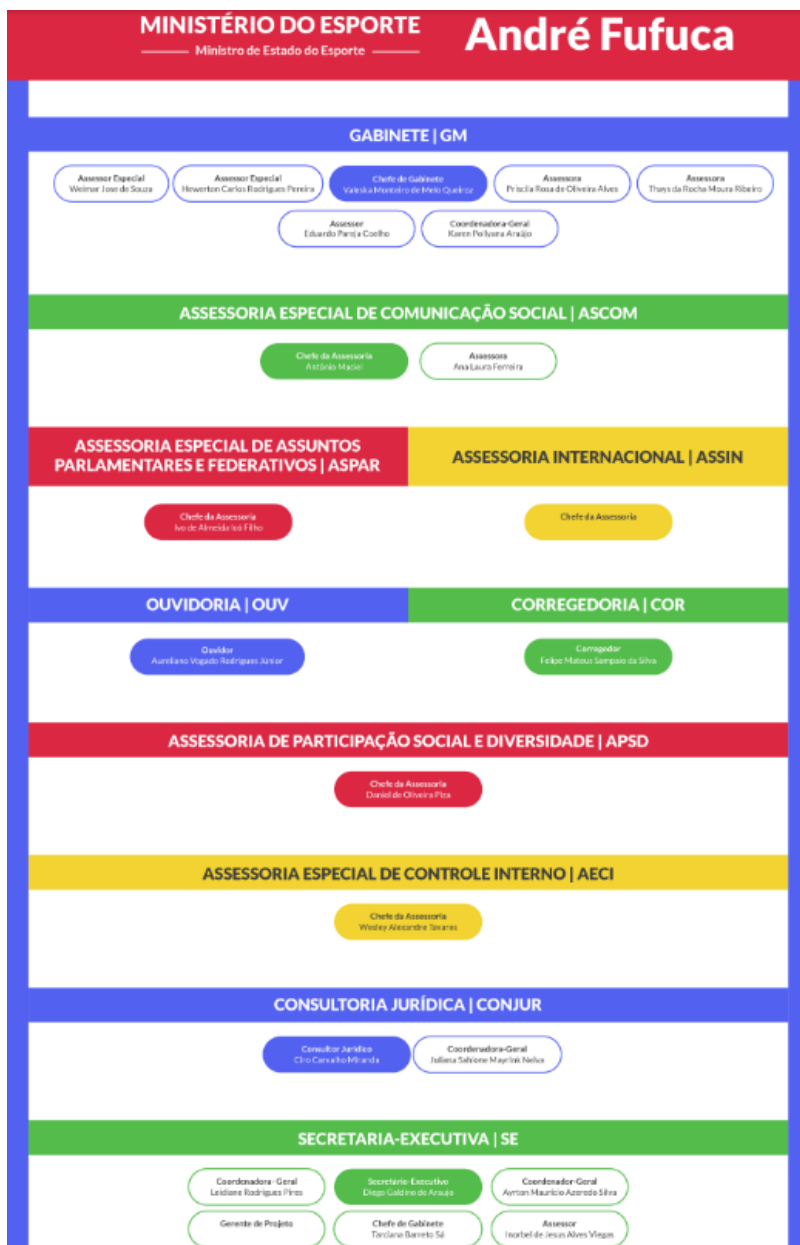 MINISTÉRIO DO ESPORTE
Ministro de Estado do Esporte
André Fufuca
GABINETE | GM
Assessor Especial
Weimar Jose de Souza
Assessor Especial
Hewerton Carlos Rodrigues Pereira
Chefe de Gabinete
Valeska Monteiro de Melo Queiroz
Assessora
Priscila Rosa de Oliveira Alves
Assessora
Thays da Rocha Moura Ribeiro
Assessor
Eduardo Pareja Coelho
Coordenadora-Geral
Karen Pollyana Araújo
ASSESSORIA ESPECIAL DE COMUNICAÇÃO SOCIAL | ASCOM
Chefe da Assessoria
Antônio Maciel
Assessora
Ana Laura Ferreira
ASSESSORIA ESPECIAL DE ASSUNTOS
PARLAMENTARES E FEDERATIVOS | ASPAR
Chefe da Assessoria
Ivo de Almeida Icó Filho
ASSESSORIA INTERNACIONAL | ASSIN
Chefe da Assessoria
OUVIDORIA | OUV
Ouvidor
Aureliano Vogado Rodrigues Júnior
CORREGEDORIA | COR
Corregedor
Felipe Mateus Sampaio da Silva
ASSESSORIA DE PARTICIPAÇÃO SOCIAL E DIVERSIDADE | APSD
Chefe da Assessoria
Daniel de Oliveira Piza
ASSESSORIA ESPECIAL DE CONTROLE INTERNO | AECI
Chefe da Assessoria
Wesley Alexandre Tavares
CONSULTORIA JURÍDICA | CONJUR
Consultor Jurídico
Ciro Carvalho Miranda
Coordenadora-Geral
Juliana Sahione Mayrink Neiva
SECRETARIA-EXECUTIVA | SE
Coordenadora- Geral
Leidiane Rodrigues Pires
Secretário-Executivo
Diego Galdino de Araujo
Coordenador-Geral
Ayrton Maurício Azeredo Silva
Gerente de Projeto
Chefe de Gabinete
Tarciana Barreto Sá
Assessor
Inorbel de Jesus Alves Viegas